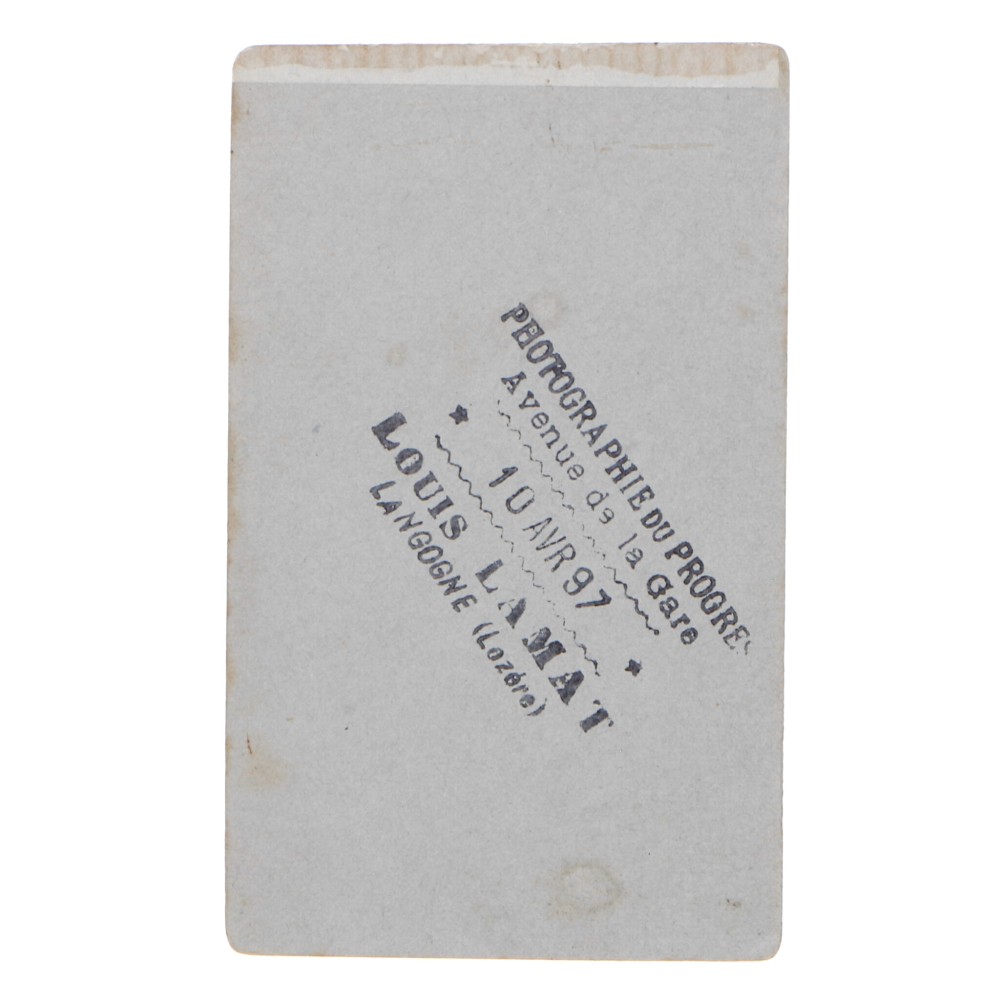 PHOTOGRAPHIE DU PROGRES
Avenue de la Gare
10 AVR 97
LOUIS LAMAT
LANGOGNE (Lozère)